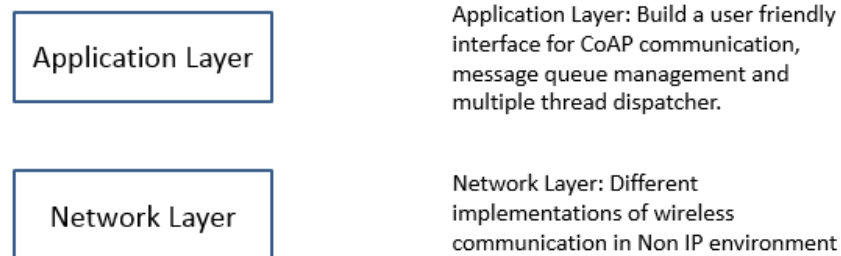 Application Layer
Application Layer: Build a user friendly
interface for CoAP communication,
message queue management and
multiple thread dispatcher.
Network Layer
Network Layer: Different
implementations of wireless
communication in Non IP environment